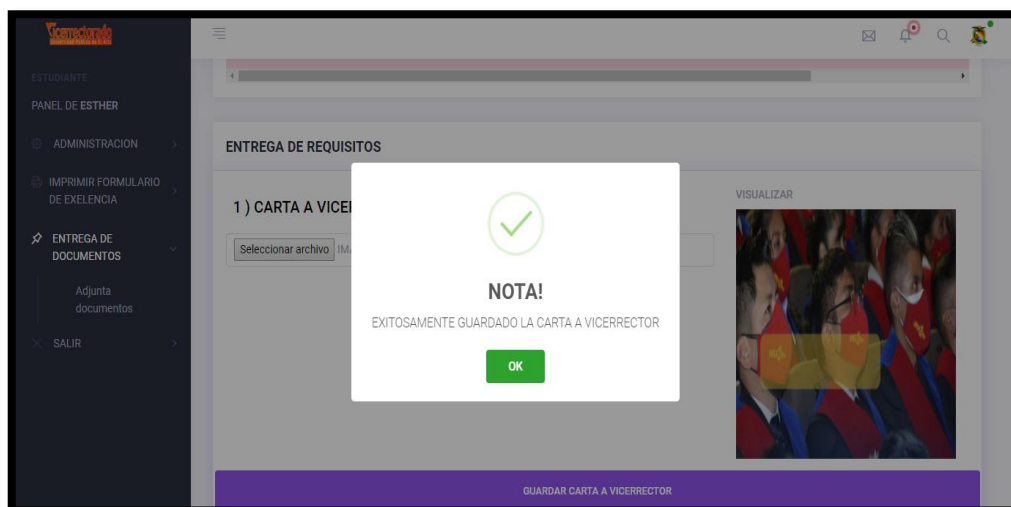 Vicerrectorado
ESTUDIANTE
PANEL DE ESTHER
ADMINISTRACION
IMPRIMIR FORMULARIO
DE EXELENCIA
ENTREGA DE
DOCUMENTOS
Adjunta
documentos
SALIR
ENTREGA DE REQUISITOS
1 ) CARTA A VICE
Seleccionar archivo
VISUALIZAR
NOTA!
EXITOSAMENTE GUARDADO LA CARTA A VICERRECTOR
OK
GUARDAR CARTA A VICERRECTOR